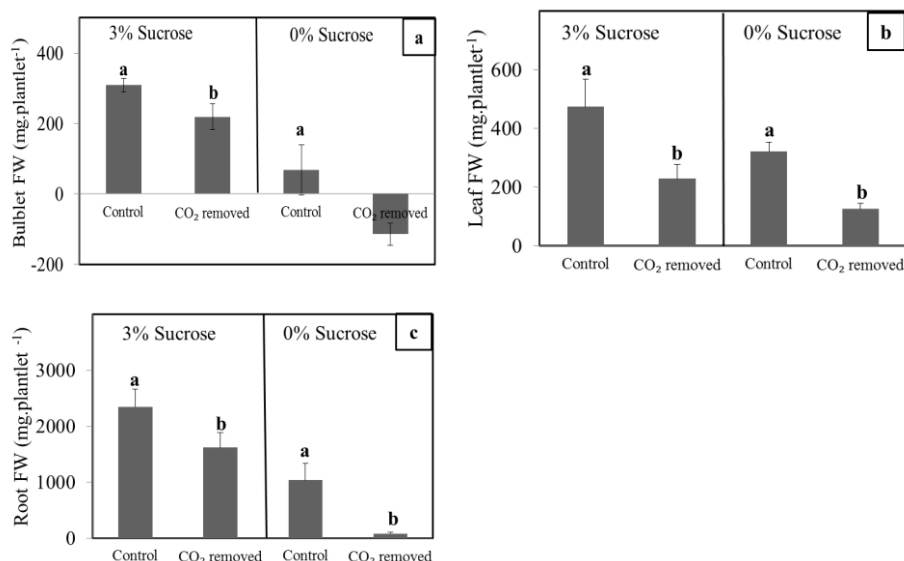 3% Sucrose
0% Sucrose
a
Bulblet FW (mg.plantlet⁻¹)
400
200
0
-200
a
b
a
Control
CO₂ removed
Control
CO₂ removed
3% Sucrose
0% Sucrose
b
Leaf FW (mg.plantlet⁻¹)
600
400
200
0
a
b
a
b
Control
CO₂ removed
Control
CO₂ removed
3% Sucrose
0% Sucrose
c
Root FW (mg.plantlet ⁻¹)
3000
2000
1000
0
a
b
a
b
Control
CO₂ removed
Control
CO₂ removed